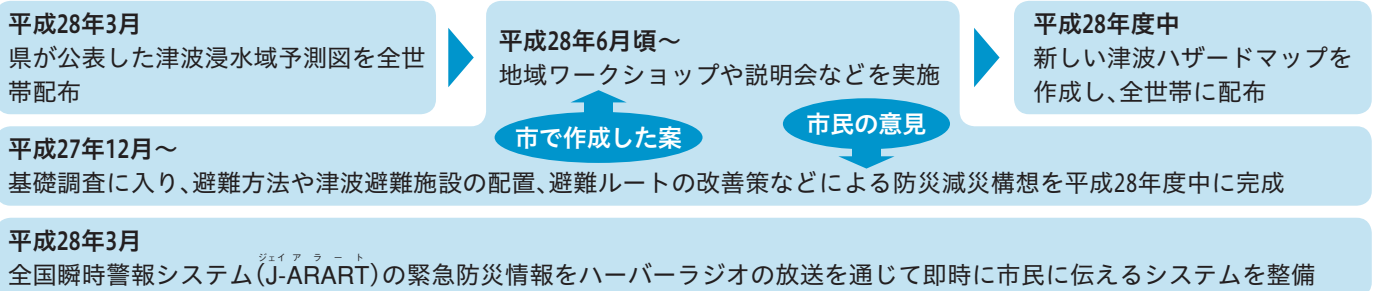 平成28年3月
県が公表した津波浸水域予測図を全世
帯配布
平成28年6月頃～
地域ワークショップや説明会などを実施
平成28年度中
新しい津波ハザードマップを
作成し、全世帯に配布
市で作成した案
市民の意見
平成27年12月～
基礎調査に入り、避難方法や津波避難施設の配置、避難ルートの改善策などによる防災減災構想を平成28年度中に完成
平成28年3月
ジェイアラート
全国瞬時警報システム（J-ARART）の緊急防災情報をハーバーラジオの放送を通じて即時に市民に伝えるシステムを整備